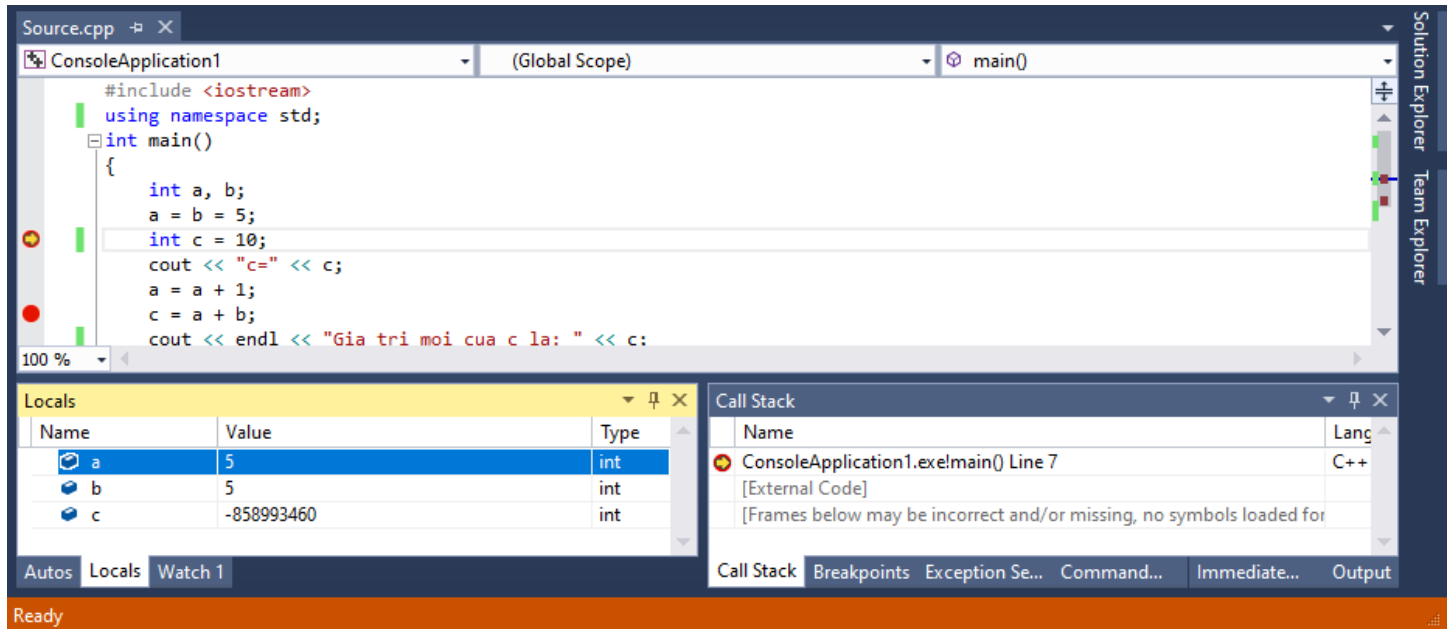 Source.cpp
ConsoleApplication1 (Global Scope) main()
#include <iostream>
using namespace std;
int main()
{
int a, b;
a = b = 5;
int c = 10;
cout << "c=" << c;
a = a + 1;
c = a + b;
cout << endl << "Gia tri moi cua c la: " << c;
100 %
Solution Explorer
Team Explorer
Locals
Name Value Type
a 5 int
b 5 int
c -858993460 int
Autos Locals Watch 1
Call Stack
Name Lang
ConsoleApplication1.exe!main() Line 7 C++
[External Code]
[Frames below may be incorrect and/or missing, no symbols loaded for
Call Stack Breakpoints Exception Se... Command... Immediate... Output
Ready